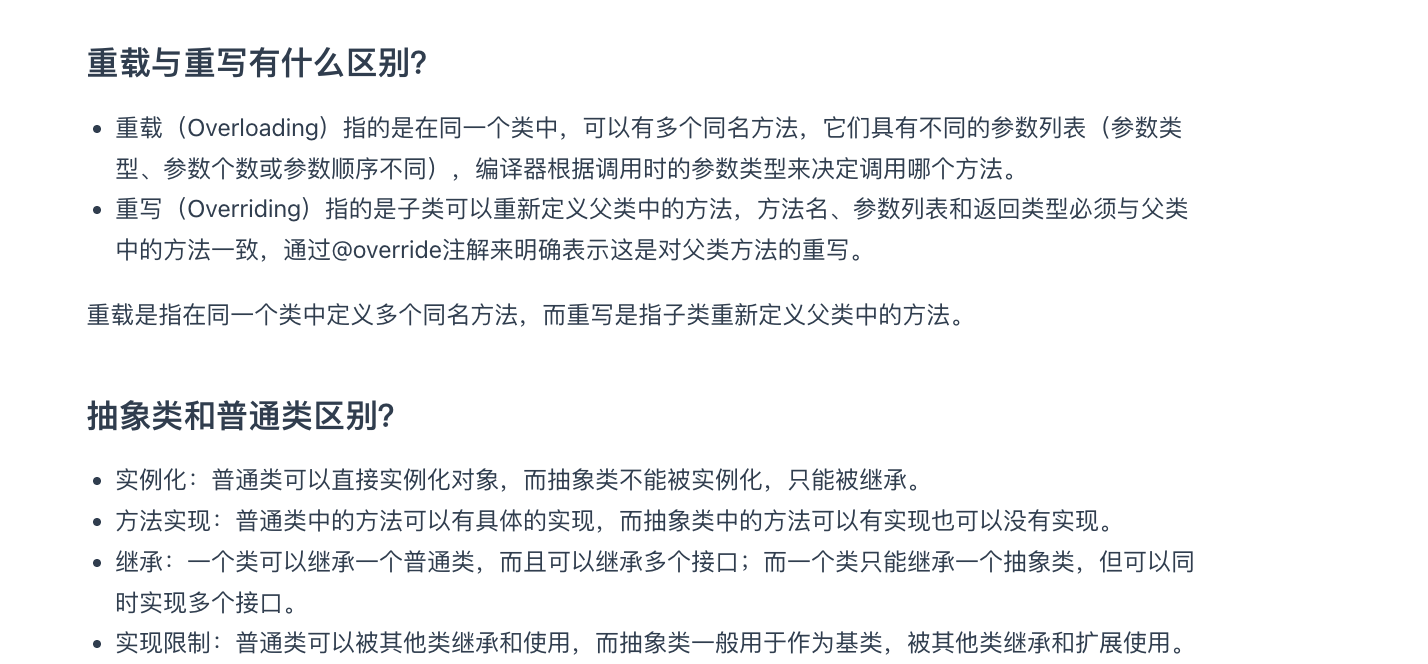 重载与重写有什么区别?
• 重载（Overloading）指的是在同一个类中，可以有多个同名方法，它们具有不同的参数列表（参数类
型、参数个数或参数顺序不同），编译器根据调用时的参数类型来决定调用哪个方法。
• 重写（Overriding）指的是子类可以重新定义父类中的方法，方法名、参数列表和返回类型必须与父类
中的方法一致，通过@override注解来明确表示这是对父类方法的重写。
重载是指在同一个类中定义多个同名方法，而重写是指子类重新定义父类中的方法。
抽象类和普通类区别?
• 实例化：普通类可以直接实例化对象，而抽象类不能被实例化，只能被继承。
• 方法实现：普通类中的方法可以有具体的实现，而抽象类中的方法可以有实现也可以没有实现。
• 继承：一个类可以继承一个普通类，而且可以继承多个接口；而一个类只能继承一个抽象类，但可以同
时实现多个接口。
• 实现限制：普通类可以被其他类继承和使用，而抽象类一般用于作为基类，被其他类继承和扩展使用。